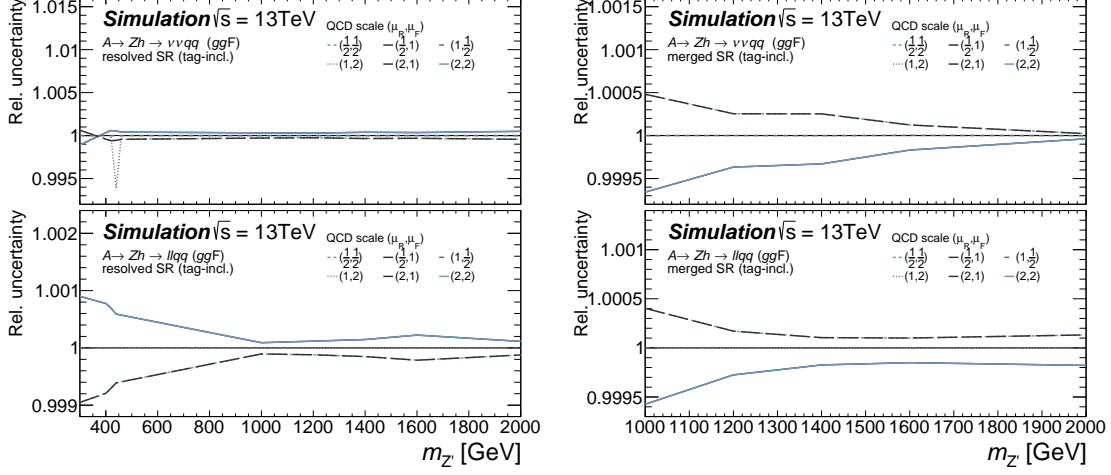 Simulation √s = 13TeV
A→ Zh → ννqq (ggF)
resolved SR (tag-incl.)
QCD scale (μR,μF)
(1/2,1/2) (1/2,1) (1,1/2)
(1,2) (2,1) (2,2)
Rel. uncertainty
1.015
1.01
1.005
1
0.995
Simulation √s = 13TeV
A→ Zh → ννqq (ggF)
merged SR (tag-incl.)
QCD scale (μR,μF)
(1/2,1/2) (1/2,1) (1,1/2)
(1,2) (2,1) (2,2)
Rel. uncertainty
1.001
1.0005
1
0.9995
Simulation √s = 13TeV
A→ Zh → llqq (ggF)
resolved SR (tag-incl.)
QCD scale (μR,μF)
(1/2,1/2) (1/2,1) (1,1/2)
(1,2) (2,1) (2,2)
Rel. uncertainty
1.002
1.001
1
0.999
400 600 800 1000 1200 1400 1600 1800 2000
mZ' [GeV]
Simulation √s = 13TeV
A→ Zh → llqq (ggF)
merged SR (tag-incl.)
QCD scale (μR,μF)
(1/2,1/2) (1/2,1) (1,1/2)
(1,2) (2,1) (2,2)
Rel. uncertainty
1.001
1.0005
1
0.9995
1000 1100 1200 1300 1400 1500 1600 1700 1800 1900 2000
mZ' [GeV]